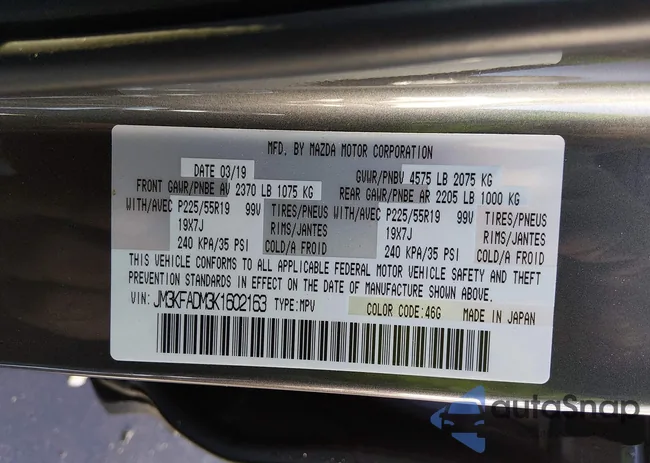 MFD. BY MAZDA MOTOR CORPORATION
DATE 03/19 GVWR/PNBV 4575 LB 2075 KG
FRONT GAWR/PNBE AV 2370 LB 1075 KG REAR GAWR/PNBE AR 2205 LB 1000 KG
WITH/AVEC P225/55R19 99V TIRES/PNEUS WITH/AVEC P225/55R19 99V TIRES/PNEUS
19X7J RIMS/JANTES 19X7J RIMS/JANTES
240 KPA/35 PSI COLD/A FROID 240 KPA/35 PSI COLD/A FROID
THIS VEHICLE CONFORMS TO ALL APPLICABLE FEDERAL MOTOR VEHICLE SAFETY AND THEFT
PREVENTION STANDARDS IN EFFECT ON THE DATE OF MANUFACTURE SHOWN ABOVE.
VIN: JM3KFADM3K1602163 TYPE: MPV COLOR CODE: 46G MADE IN JAPAN
autoSnap